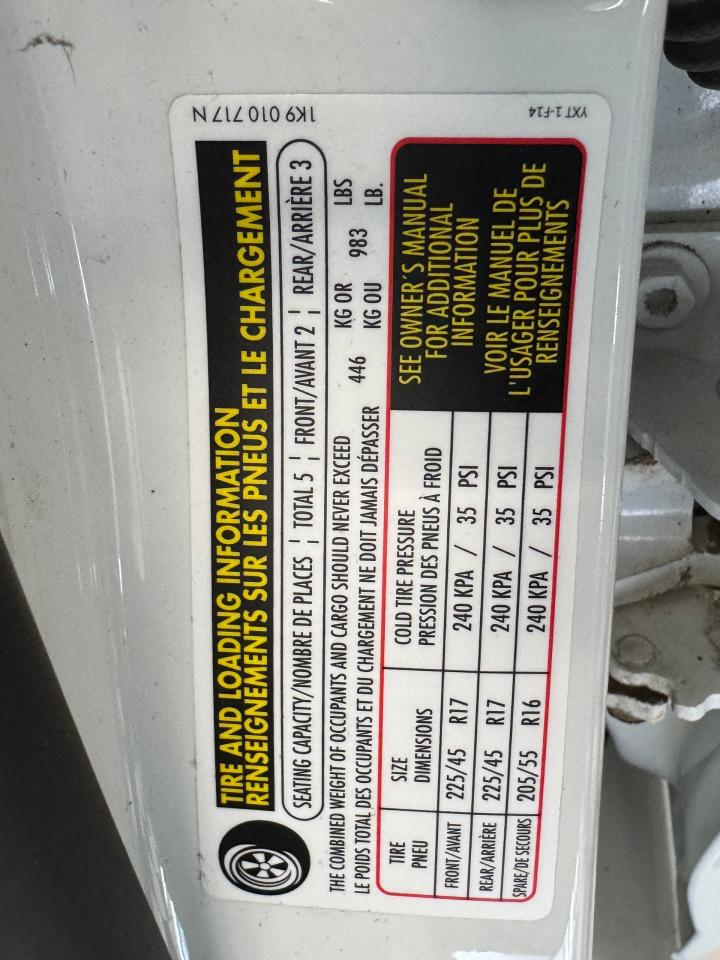 TIRE AND LOADING INFORMATION
RENSEIGNEMENTS SUR LES PNEUS ET LE CHARGEMENT
SEATING CAPACITY/NOMBRE DE PLACES ¦ TOTAL 5 ¦ FRONT/AVANT 2 ¦ REAR/ARRIÈRE 3
THE COMBINED WEIGHT OF OCCUPANTS AND CARGO SHOULD NEVER EXCEED 446 KG OR 983 LBS
LE POIDS TOTAL DES OCCUPANTS ET DU CHARGEMENT NE DOIT JAMAIS DÉPASSER KG OU LB.
TIRE SIZE COLD TIRE PRESSURE
PNEU DIMENSIONS PRESSION DES PNEUS À FROID
FRONT/AVANT 225/45 R17 240 KPA / 35 PSI
REAR/ARRIÈRE 225/45 R17 240 KPA / 35 PSI
SPARE/DE SECOURS 205/55 R16 240 KPA / 35 PSI
SEE OWNER'S MANUAL
FOR ADDITIONAL
INFORMATION
VOIR LE MANUEL DE
L'USAGER POUR PLUS DE
RENSEIGNEMENTS
1K9 010 717 N
YXT 1-F14